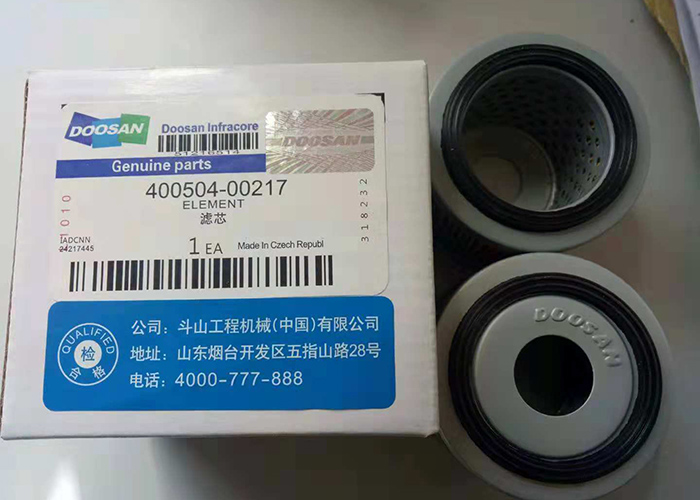 DOOSAN
Doosan Infracore
DOOSAN
Genuine parts
400504-00217
ELEMENT
滤芯
1010
318232
IADCNN
24217445
1 EA
Made In Czech Republ
QUALIFIED
检
合格
公司: 斗山工程机械(中国)有限公司
地址: 山东烟台开发区五指山路28号
电话: 4000-777-888
DOOSAN